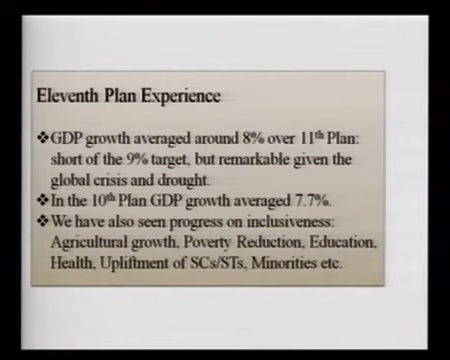 Eleventh Plan Experience
❖GDP growth averaged around 8% over 11th Plan:
short of the 9% target, but remarkable given the
global crisis and drought.
❖In the 10th Plan GDP growth averaged 7.7%.
❖We have also seen progress on inclusiveness:
Agricultural growth, Poverty Reduction, Education,
Health, Upliftment of SCs/STs, Minorities etc.